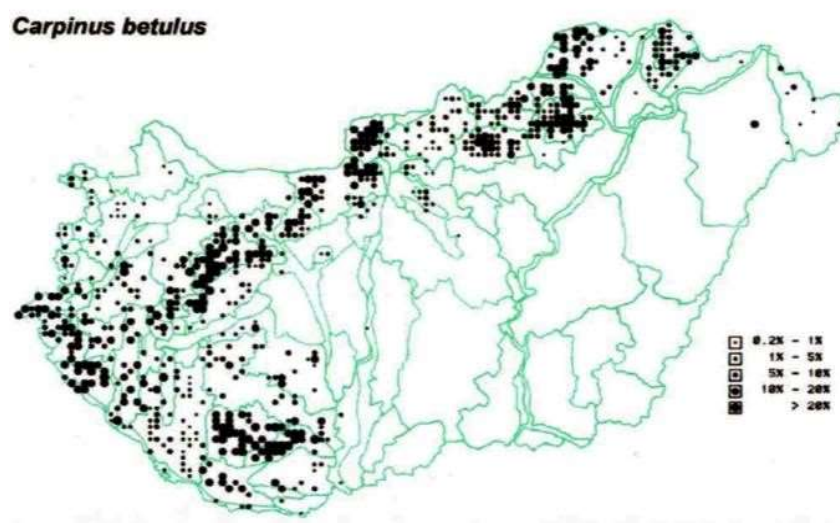 Carpinus betulus
0.2% - 1%
1% - 5%
5% - 10%
10% - 20%
> 20%